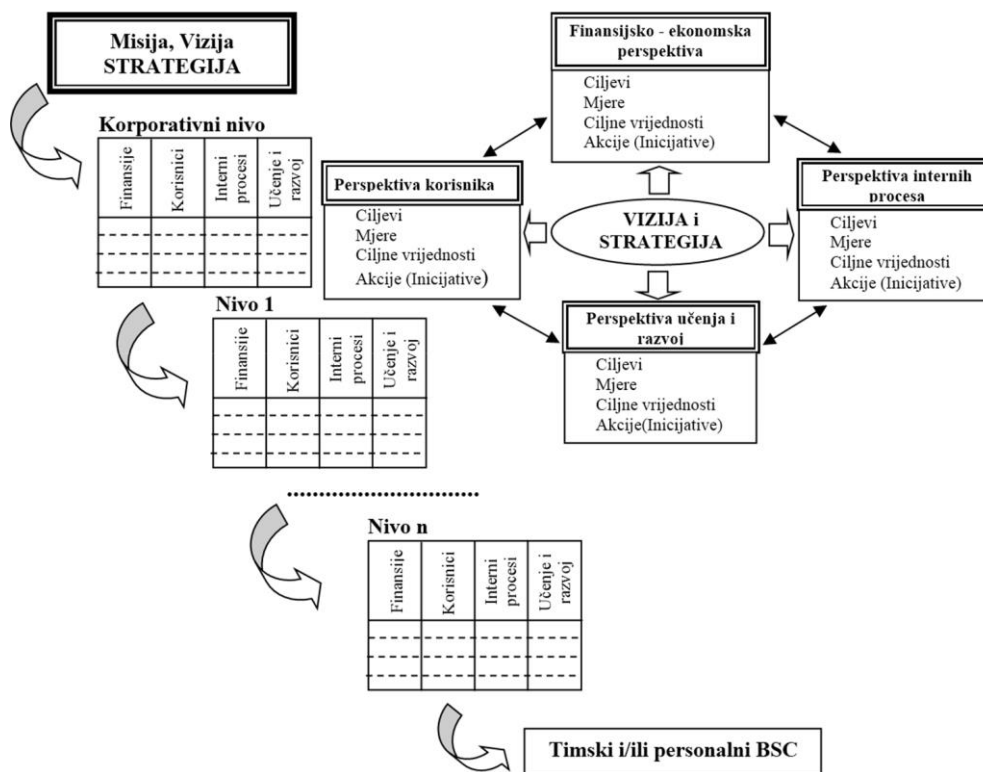 Misija, Vizija
STRATEGIJA
Korporativni nivo
Finansije
Korisnici
Interni
procesi
Učenje i
razvoj
Nivo 1
Finansije
Korisnici
Interni
procesi
Učenje i
razvoj
Nivo n
Finansije
Korisnici
Interni
procesi
Učenje i
razvoj
Timski i/ili personalni BSC
Finansijsko - ekonomska
perspektiva
Ciljevi
Mjere
Ciljne vrijednosti
Akcije (Inicijative)
Perspektiva korisnika
Ciljevi
Mjere
Ciljne vrijednosti
Akcije (Inicijative)
VIZIJA i
STRATEGIJA
Perspektiva internih
procesa
Ciljevi
Mjere
Ciljne vrijednosti
Akcije (Inicijative)
Perspektiva učenja i
razvoj
Ciljevi
Mjere
Ciljne vrijednosti
Akcije(Inicijative)